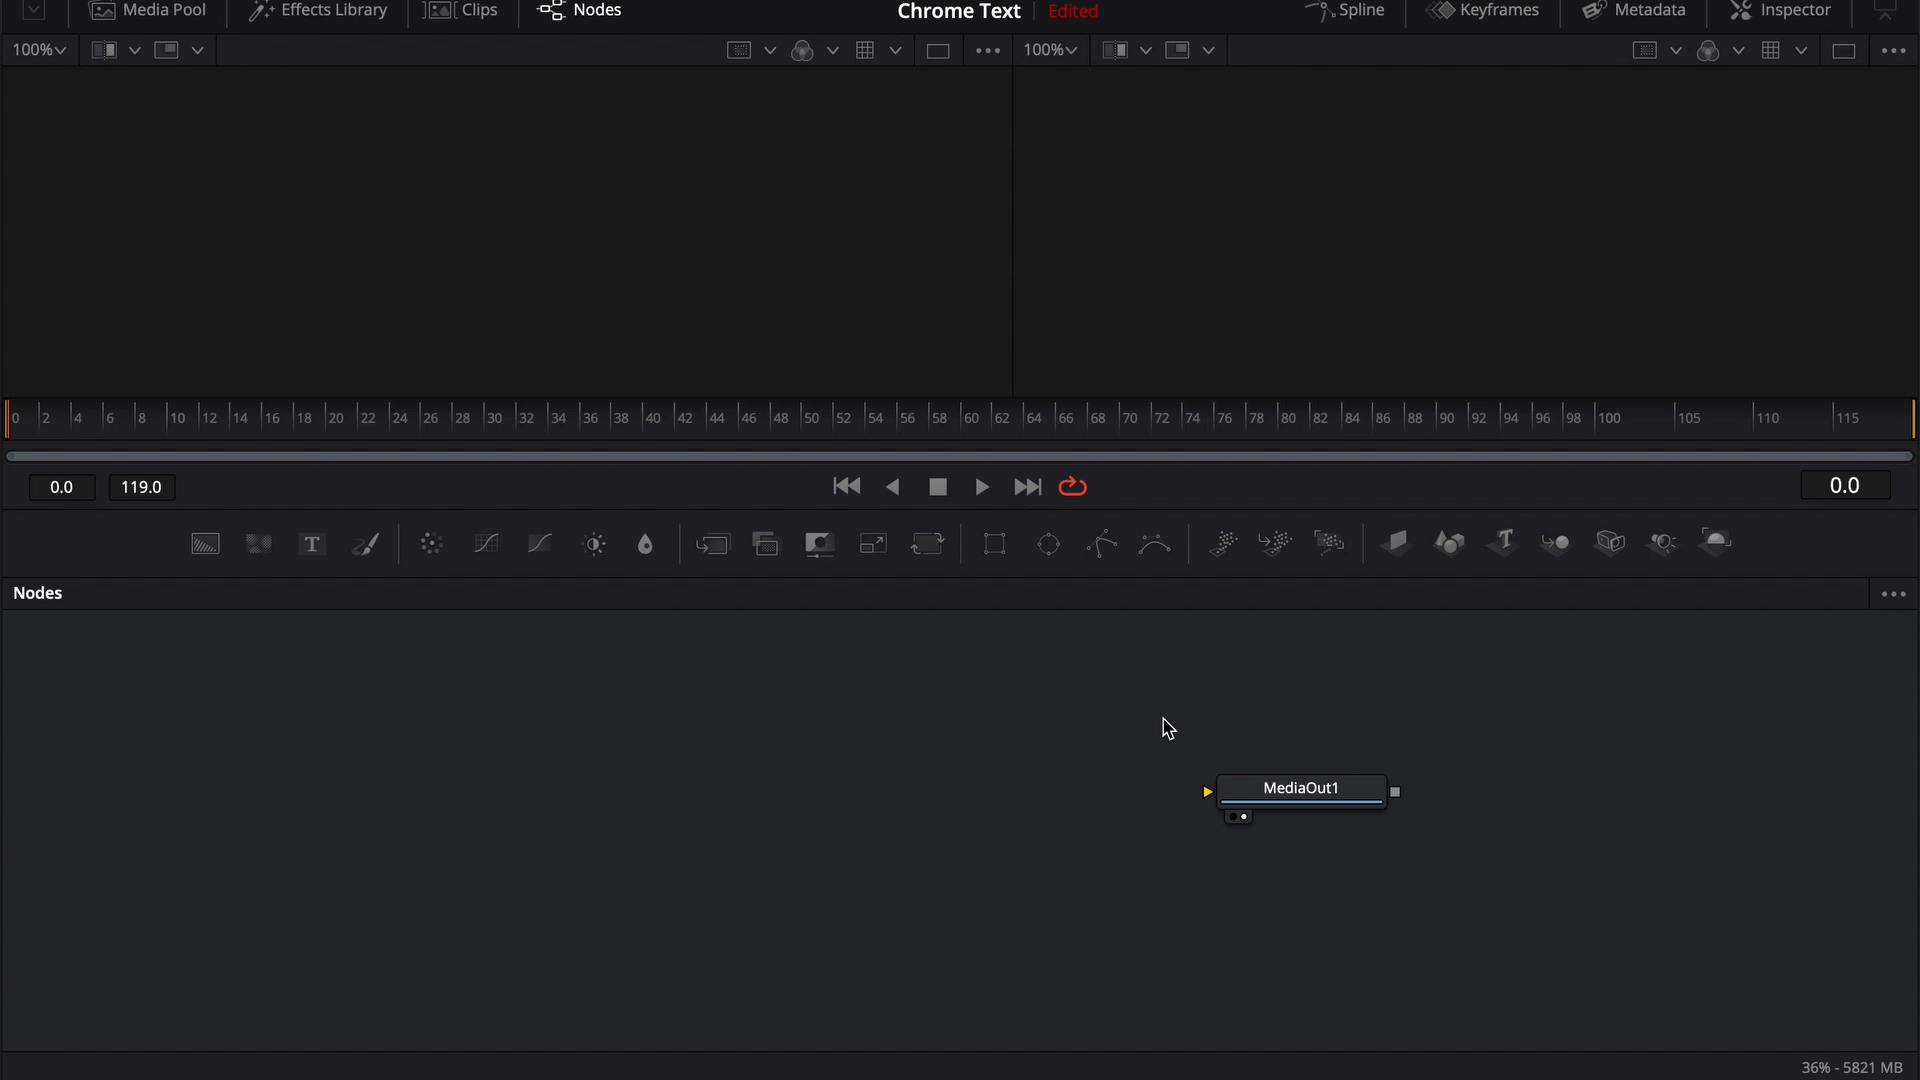 Media Pool Effects Library Clips Nodes Chrome Text Edited Spline Keyframes Metadata Inspector
100% 100%
0 2 4 6 8 10 12 14 16 18 20 22 24 26 28 30 32 34 36 38 40 42 44 46 48 50 52 54 56 58 60 62 64 66 68 70 72 74 76 78 80 82 84 86 88 90 92 94 96 98 100 105 110 115
0.0 119.0 0.0
T
Nodes
MediaOut1
36% - 5821 MB